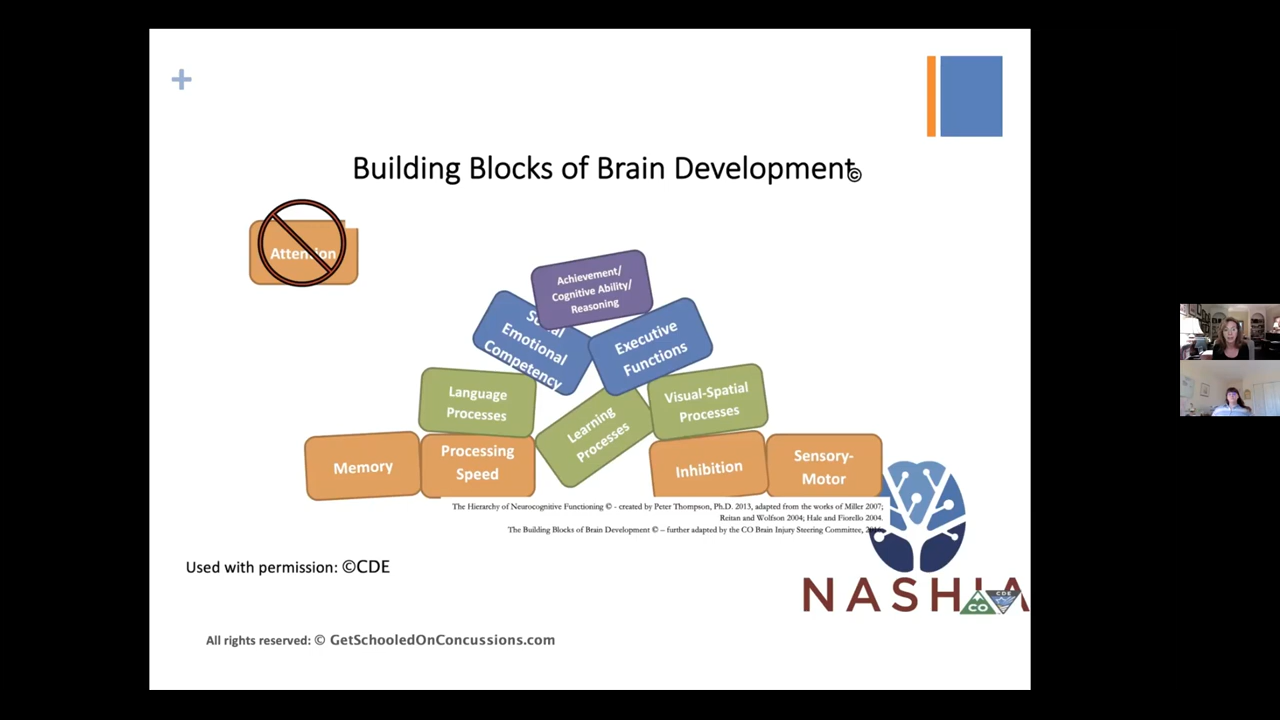 +
Building Blocks of Brain Development©
Attention
Achievement/
Cognitive Ability/
Reasoning
Emotional
Competency
Executive
Functions
Language
Processes
Learning
Processes
Visual-Spatial
Processes
Memory
Processing
Speed
Inhibition
Sensory-
Motor
The Hierarchy of Neurocognitive Functioning © - created by Peter Thompson, Ph.D. 2013, adapted from the works of Miller 2007;
Reitan and Wolfson 2004; Hale and Fiorello 2004.
The Building Blocks of Brain Development © – further adapted by the CO Brain Injury Steering Committee,
Used with permission: ©CDE
NASHIA
CO
CDE
All rights reserved: © GetSchooledOnConcussions.com